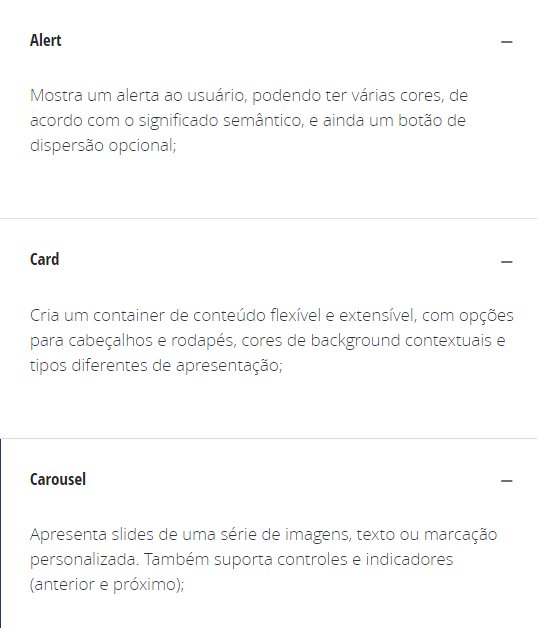 Alert
Mostra um alerta ao usuário, podendo ter várias cores, de
acordo com o significado semântico, e ainda um botão de
dispersão opcional;
Card
Cria um container de conteúdo flexível e extensível, com opções
para cabeçalhos e rodapés, cores de background contextuais e
tipos diferentes de apresentação;
Carousel
Apresenta slides de uma série de imagens, texto ou marcação
personalizada. Também suporta controles e indicadores
(anterior e próximo);